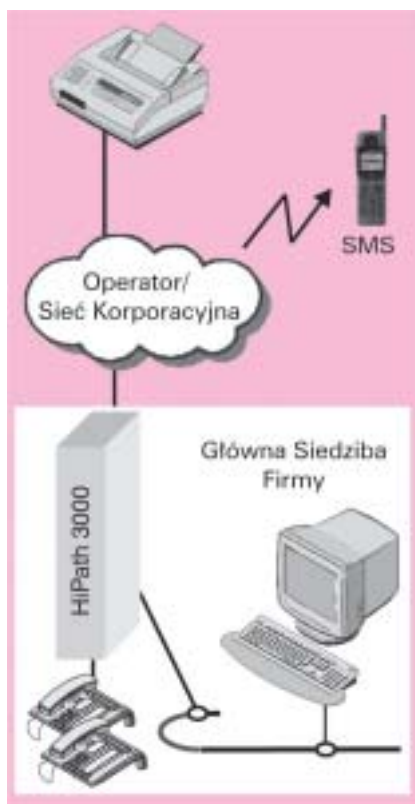 SMS
Operator/
Sieć Korporacyjna
Główna Siedziba
Firmy
HiPath 3000